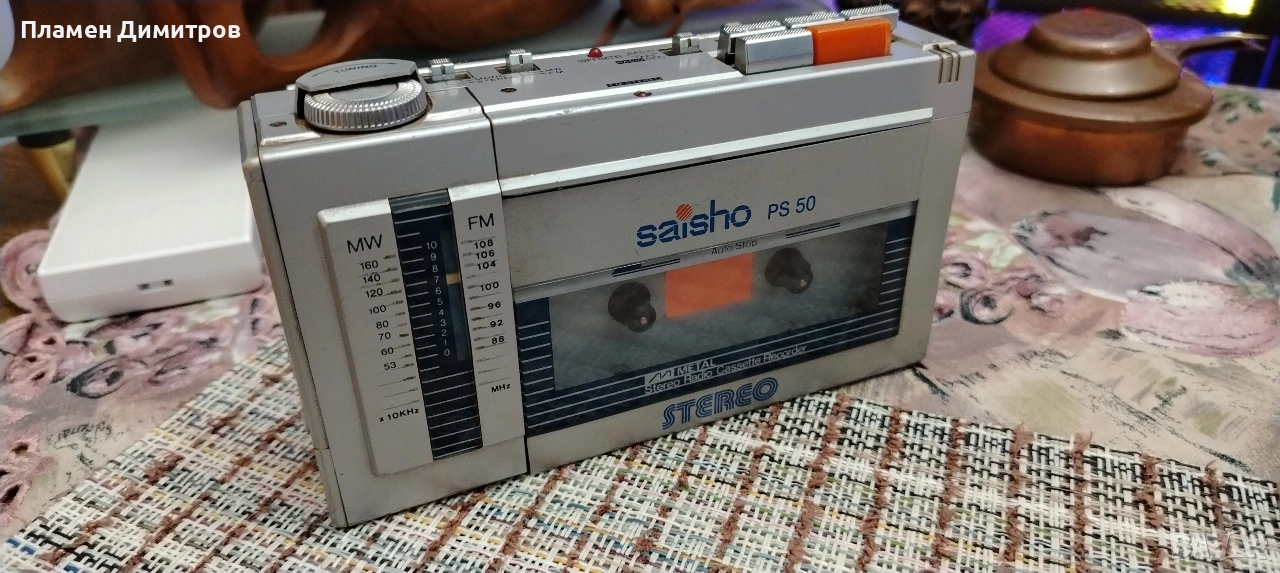 Пламен Димитров
TUNING
saisho PS 50
Auto Stop
MW
160
140
120
100
80
70
60
53
x 10KHz
10
9
8
7
6
5
4
3
2
1
0
FM
108
106
104
100
96
92
88
MHz
METAL
Stereo Radio Cassette Recorder
STEREO